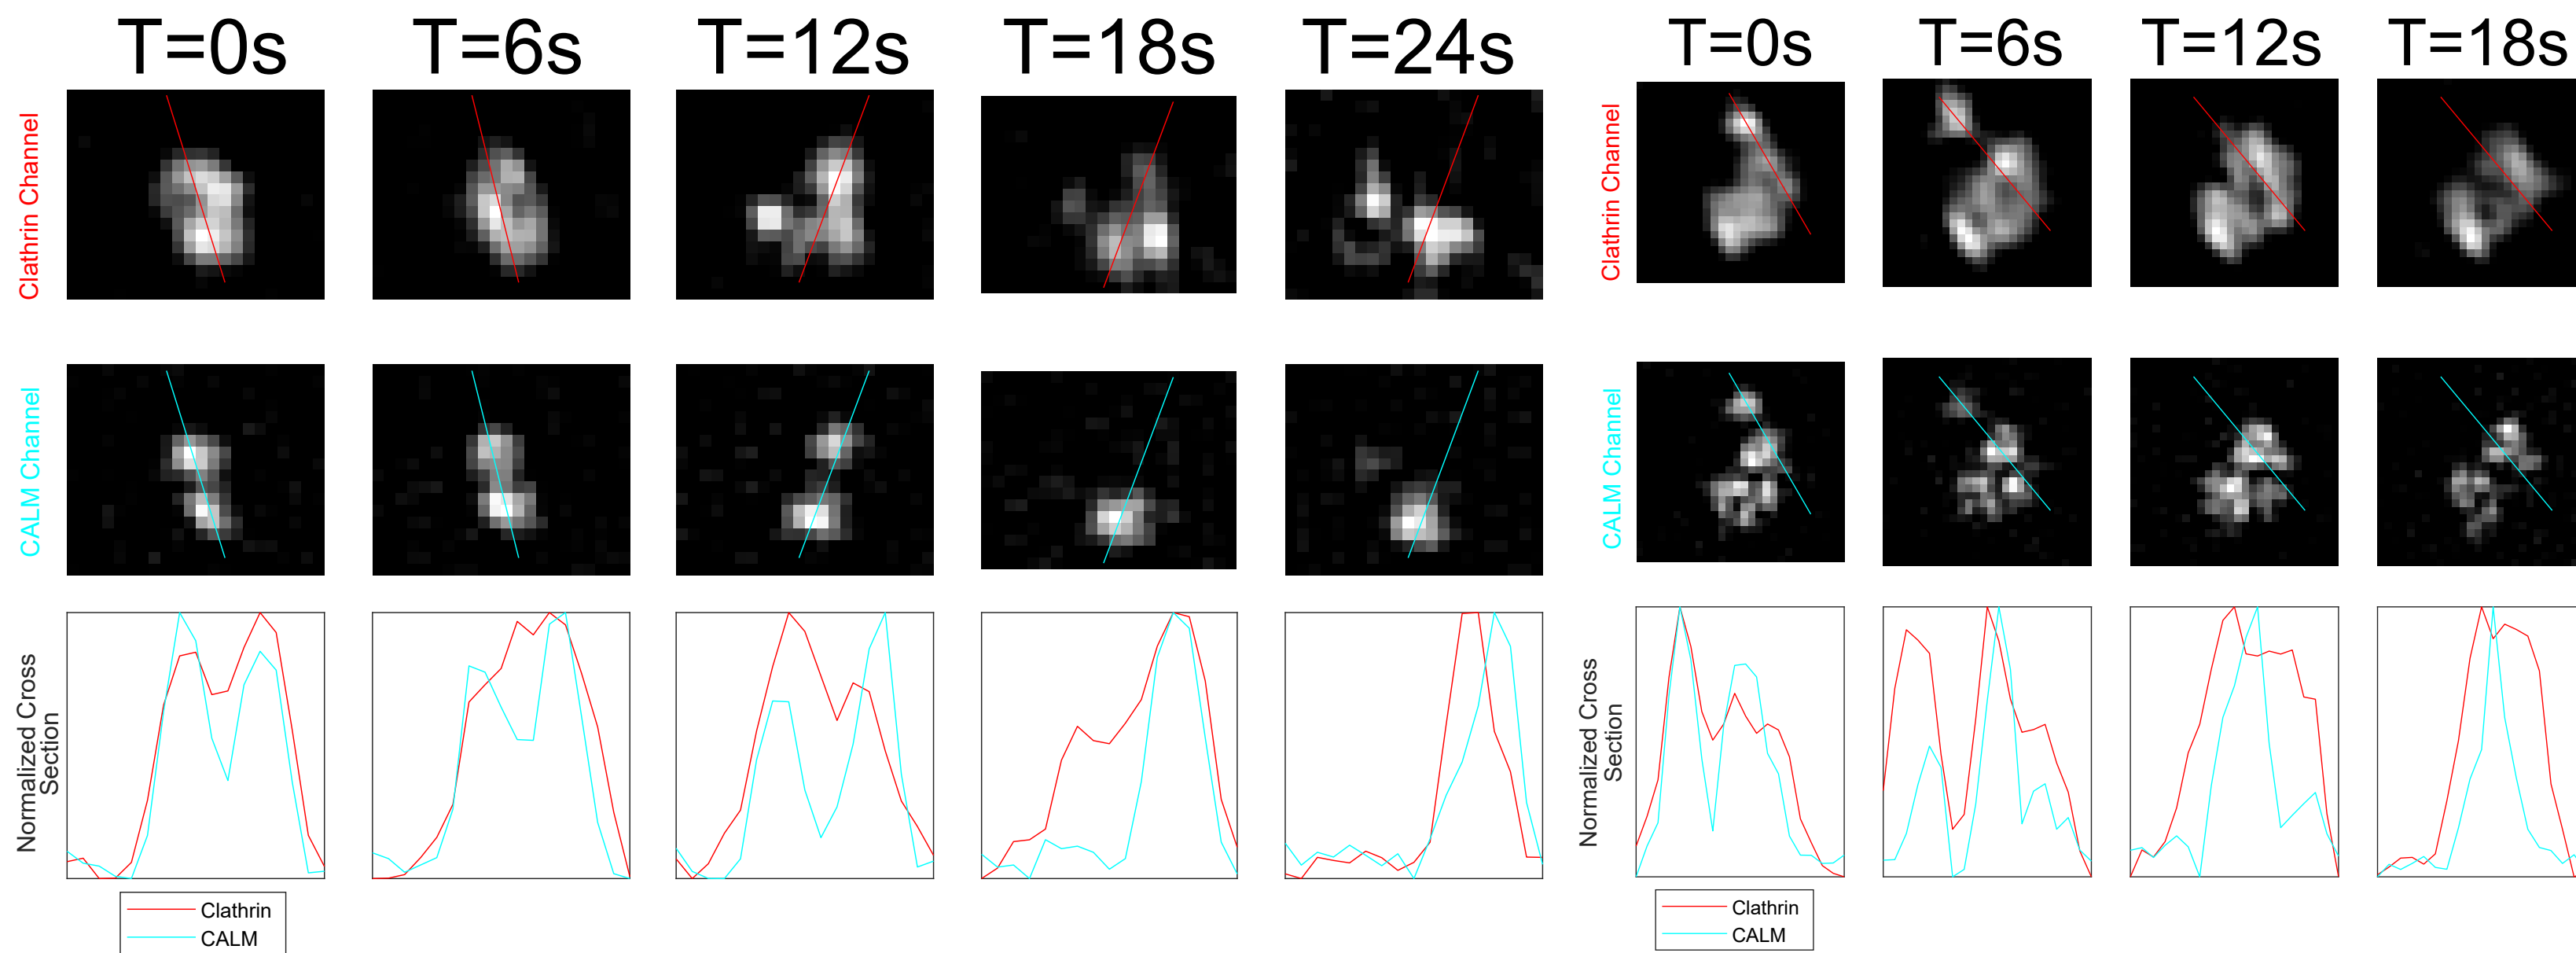 T=0s T=6s T=12s T=18s T=24s T=0s T=6s T=12s T=18s
Clathrin Channel
Clathrin Channel
CALM Channel
CALM Channel
Normalized Cross
Section
Normalized Cross
Section
Clathrin
CALM
Clathrin
CALM